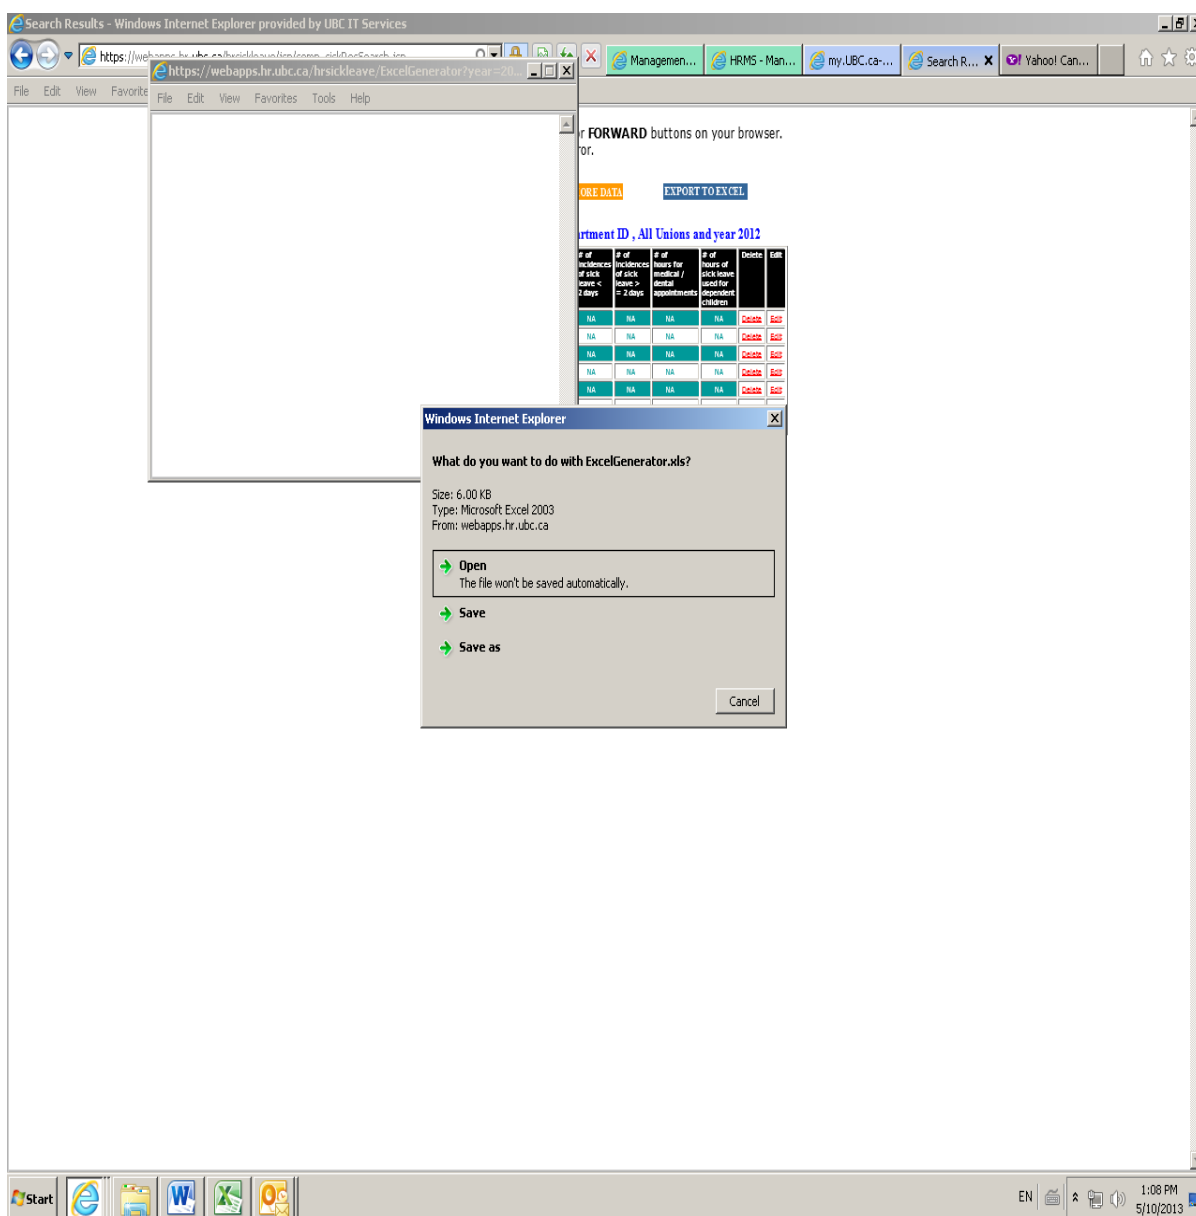 Search Results - Windows Internet Explorer provided by UBC IT Services
Managemen...
HRMS - Man...
my.UBC.ca-...
Search R...
Yahoo! Can...
File Edit View Favorite
https://webapps.hr.ubc.ca/hrsickleave/ExcelGenerator?year=20...
File Edit View Favorites Tools Help
or FORWARD buttons on your browser.
ror.
ORE DATA
EXPORT TO EXCEL
rtment ID , All Unions and year 2012
# of incidences of sick leave < 2 days
# of incidences of sick leave > = 2 days
# of hours for medical / dental appointments
# of hours of sick leave used for dependent children
Delete
Edit
NA NA NA NA Delete Edit
NA NA NA NA Delete Edit
NA NA NA NA Delete Edit
NA NA NA NA Delete Edit
NA NA NA NA Delete Edit
Windows Internet Explorer
What do you want to do with ExcelGenerator.xls?
Size: 6.00 KB
Type: Microsoft Excel 2003
From: webapps.hr.ubc.ca
Open
The file won't be saved automatically.
Save
Save as
Cancel
Start
EN
1:08 PM
5/10/2013